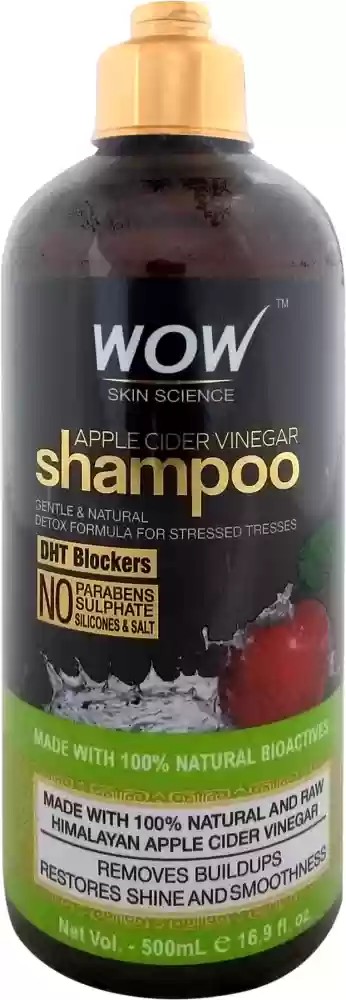 WOW™
SKIN SCIENCE
APPLE CIDER VINEGAR
shampoo
GENTLE & NATURAL
DETOX FORMULA FOR STRESSED TRESSES
DHT Blockers
NO PARABENS
SULPHATE
SILICONES & SALT
MADE WITH 100% NATURAL BIOACTIVES
MADE WITH 100% NATURAL AND RAW
HIMALAYAN APPLE CIDER VINEGAR
REMOVES BUILDUPS
RESTORES SHINE AND SMOOTHNESS
Net Vol. - 500mL ℮ 16.9 fl. oz.